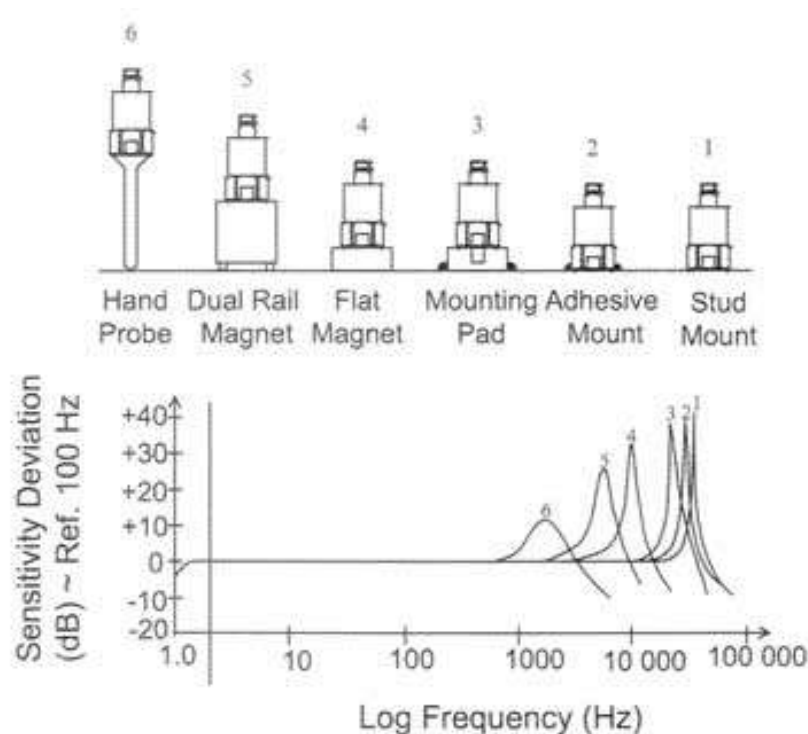 6
5
4
3
2
1
Hand Probe
Dual Rail Magnet
Flat Magnet
Mounting Pad
Adhesive Mount
Stud Mount
Sensitivity Deviation
(dB) ~ Ref. 100 Hz
+40
+30
+20
+10
0
-10
-20
6
5
4
3
2
1
1.0
10
100
1000
10 000
100 000
Log Frequency (Hz)